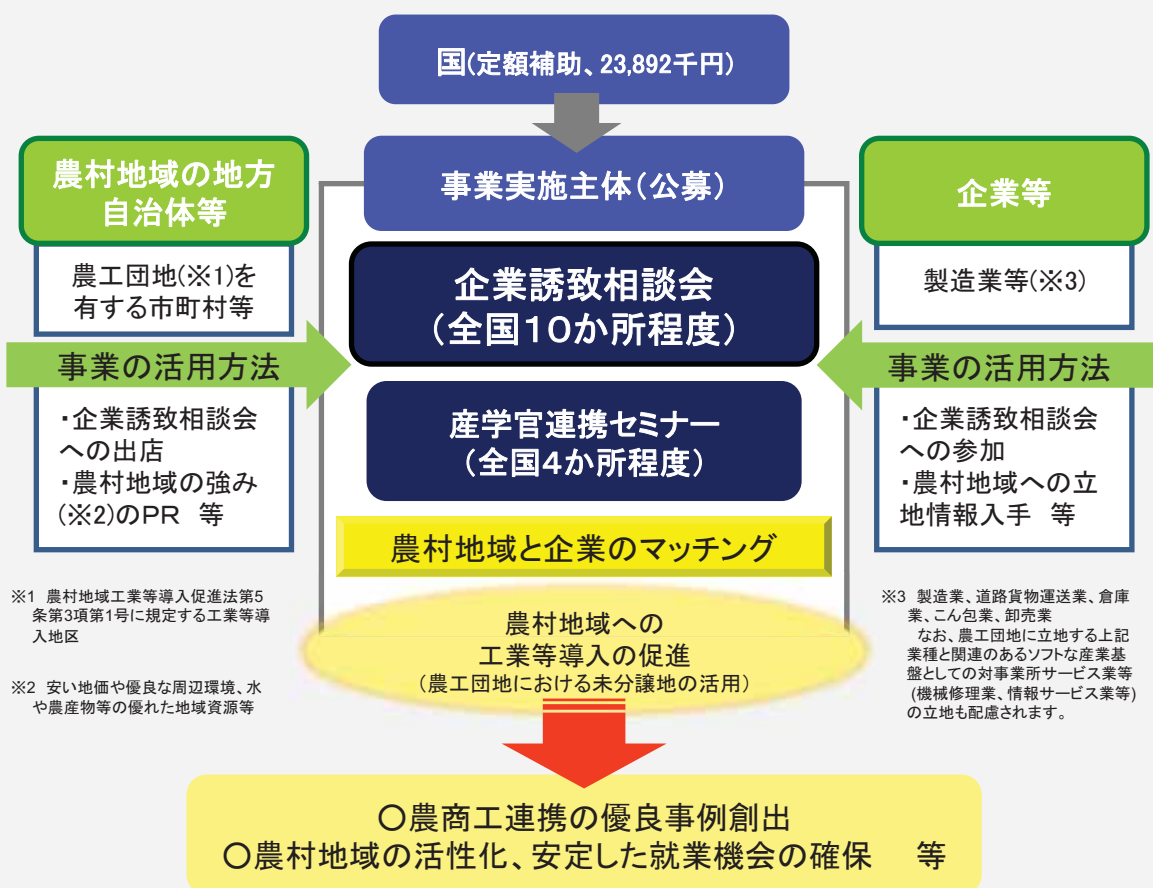 国(定額補助、23,892千円)
事業実施主体(公募)
農村地域の地方
自治体等
農工団地(※1)を
有する市町村等
事業の活用方法
・企業誘致相談会
への出店
・農村地域の強み
(※2)のPR 等
※1 農村地域工業等導入促進法第5
条第3項第1号に規定する工業等導
入地区
※2 安い地価や優良な周辺環境、水
や農産物等の優れた地域資源等
企業誘致相談会
(全国10か所程度)
産学官連携セミナー
(全国4か所程度)
農村地域と企業のマッチング
農村地域への
工業等導入の促進
(農工団地における未分譲地の活用)
企業等
製造業等(※3)
事業の活用方法
・企業誘致相談会
への参加
・農村地域への立
地情報入手 等
※3 製造業、道路貨物運送業、倉庫
業、こん包業、卸売業
なお、農工団地に立地する上記
業種と関連のあるソフトな産業基
盤としての対事業所サービス業等
(機械修理業、情報サービス業等)
の立地も配慮されます。
○農商工連携の優良事例創出
○農村地域の活性化、安定した就業機会の確保 等